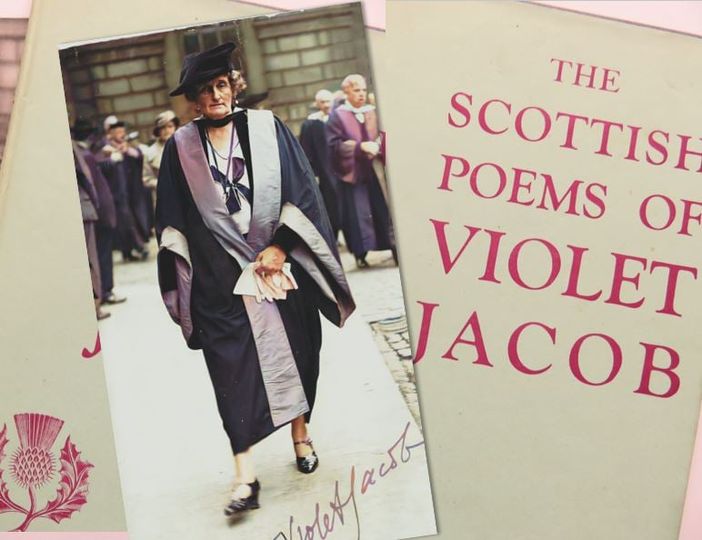 THE
SCOTTISH
POEMS OF
VIOLET
JACOB
Violet Jacob